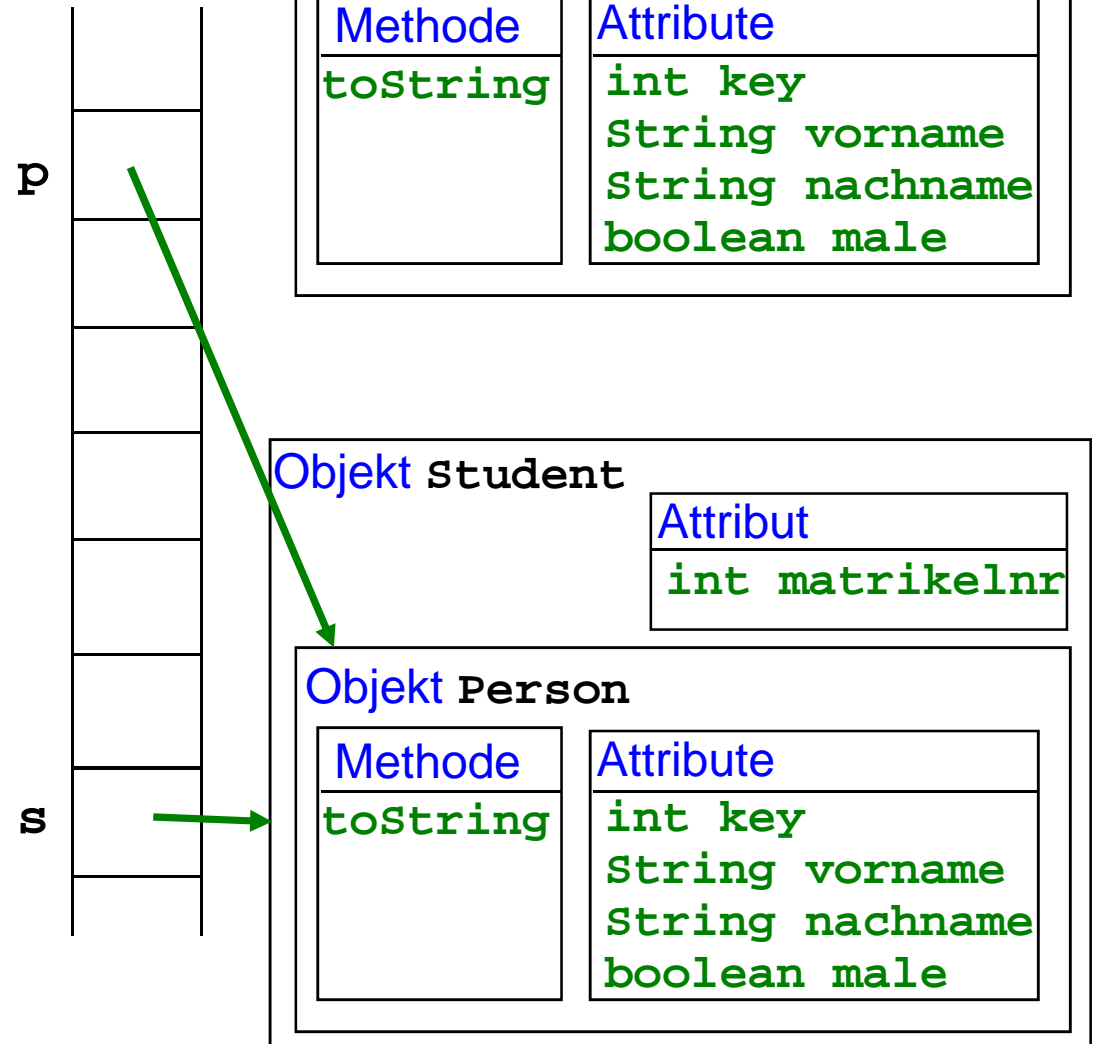 Methode
Attribute
toString
int key
String vorname
String nachname
boolean male
p
Objekt Student
Attribut
int matrikelnr
Objekt Person
Methode
Attribute
toString
int key
String vorname
String nachname
boolean male
s